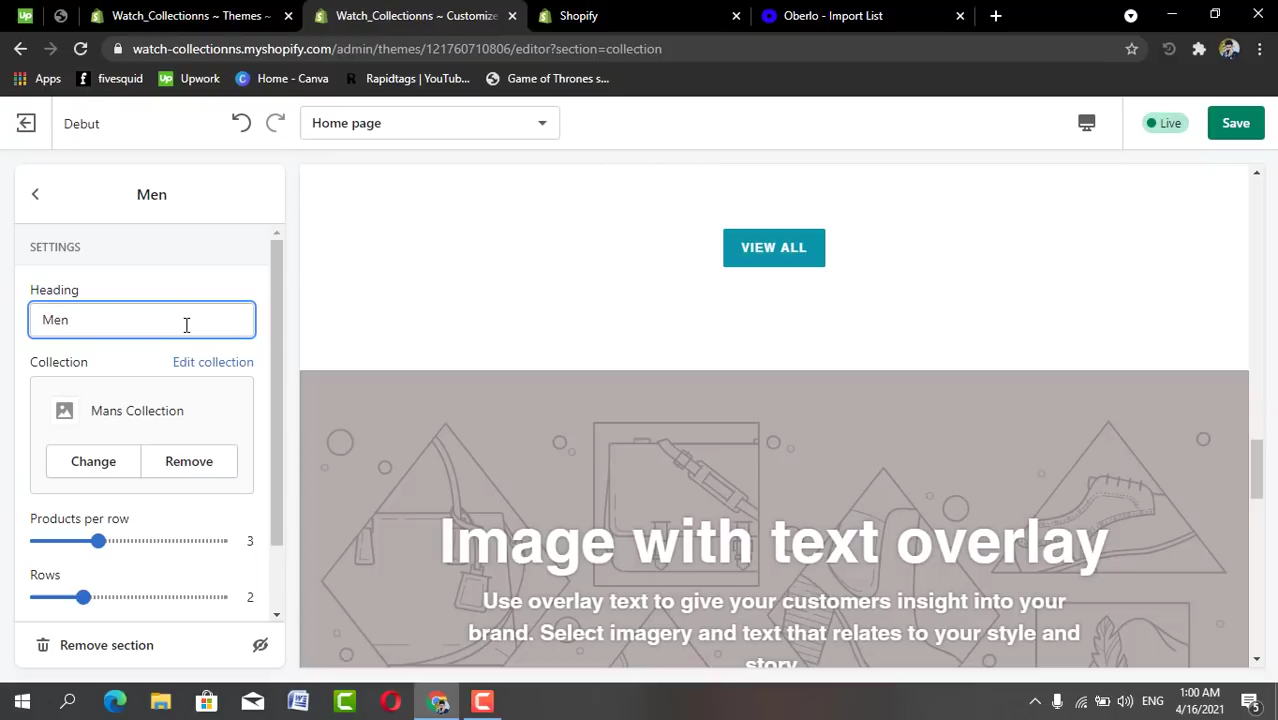 Watch_Collectionns ~ Themes ~
Watch_Collectionns ~ Customize
Shopify
Oberlo - Import List
watch-collectionns.myshopify.com/admin/themes/121760710806/editor?section=collection
Apps
fivesquid
Upwork
Home - Canva
Rapidtags | YouTub...
Game of Thrones s...
Debut
Home page
Live
Save
Men
SETTINGS
Heading
Men
Collection
Edit collection
Mans Collection
Change
Remove
Products per row
3
Rows
2
Remove section
VIEW ALL
Image with text overlay
Use overlay text to give your customers insight into your
brand. Select imagery and text that relates to your style and
story.
ENG
1:00 AM
4/16/2021
5